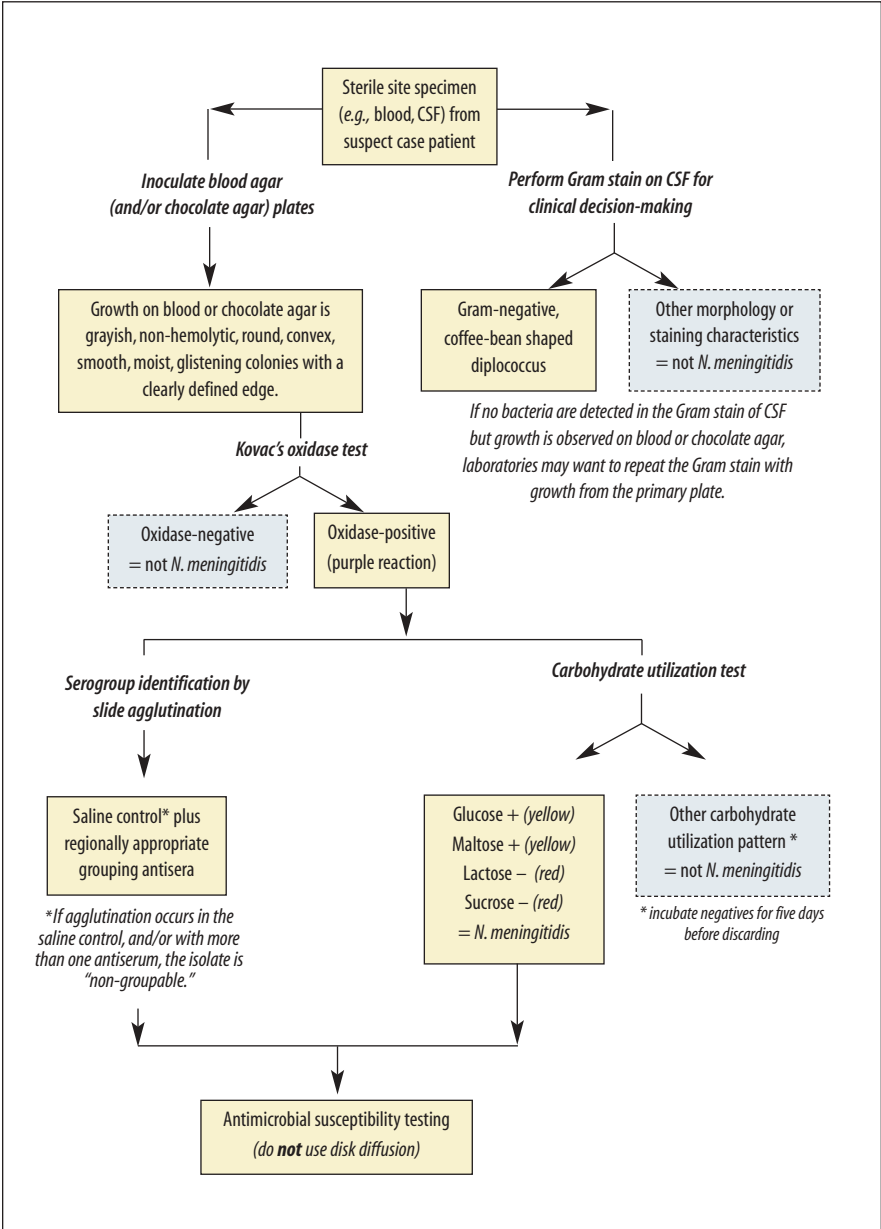 Sterile site specimen
(e.g., blood, CSF) from
suspect case patient
Inoculate blood agar
(and/or chocolate agar) plates
Perform Gram stain on CSF for
clinical decision-making
Growth on blood or chocolate agar is
grayish, non-hemolytic, round, convex,
smooth, moist, glistening colonies with a
clearly defined edge.
Gram-negative,
coffee-bean shaped
diplococcus
Other morphology or
staining characteristics
= not N. meningitidis
If no bacteria are detected in the Gram stain of CSF
but growth is observed on blood or chocolate agar,
laboratories may want to repeat the Gram stain with
growth from the primary plate.
Kovac's oxidase test
Oxidase-negative
= not N. meningitidis
Oxidase-positive
(purple reaction)
Serogroup identification by
slide agglutination
Carbohydrate utilization test
Saline control* plus
regionally appropriate
grouping antisera
*If agglutination occurs in the
saline control, and/or with more
than one antiserum, the isolate is
“non-groupable.”
Glucose + (yellow)
Maltose + (yellow)
Lactose – (red)
Sucrose – (red)
= N. meningitidis
Other carbohydrate
utilization pattern *
= not N. meningitidis
* incubate negatives for five days
before discarding
Antimicrobial susceptibility testing
(do not use disk diffusion)